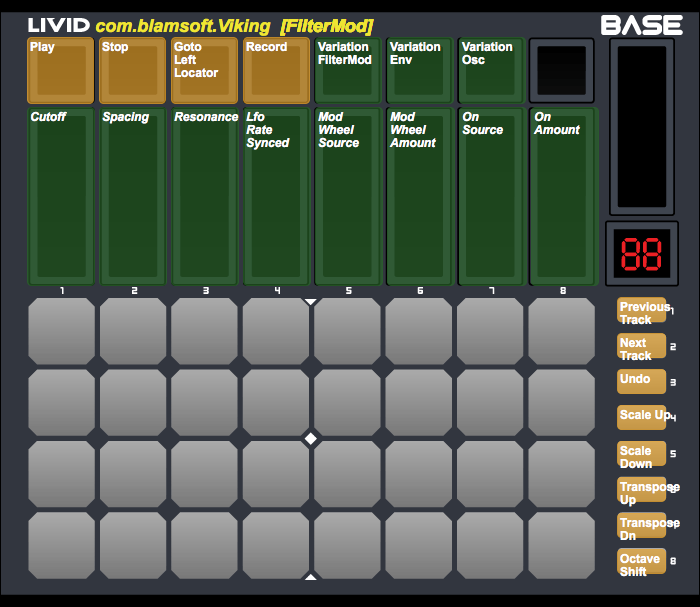 LIVID com.blamsoft.Viking [FilterMod] BASE
Play
Stop
Goto
Left
Locator
Record
Variation
FilterMod
Variation
Env
Variation
Osc
Cutoff
Spacing
Resonance
Lfo
Rate
Synced
Mod
Wheel
Source
Mod
Wheel
Amount
On
Source
On
Amount
88
1 2 3 4 5 6 7 8
Previous
Track
1
Next
Track
2
Undo
3
Scale Up
4
Scale
Down
5
Transpose
Up
6
Transpose
Dn
7
Octave
Shift
8